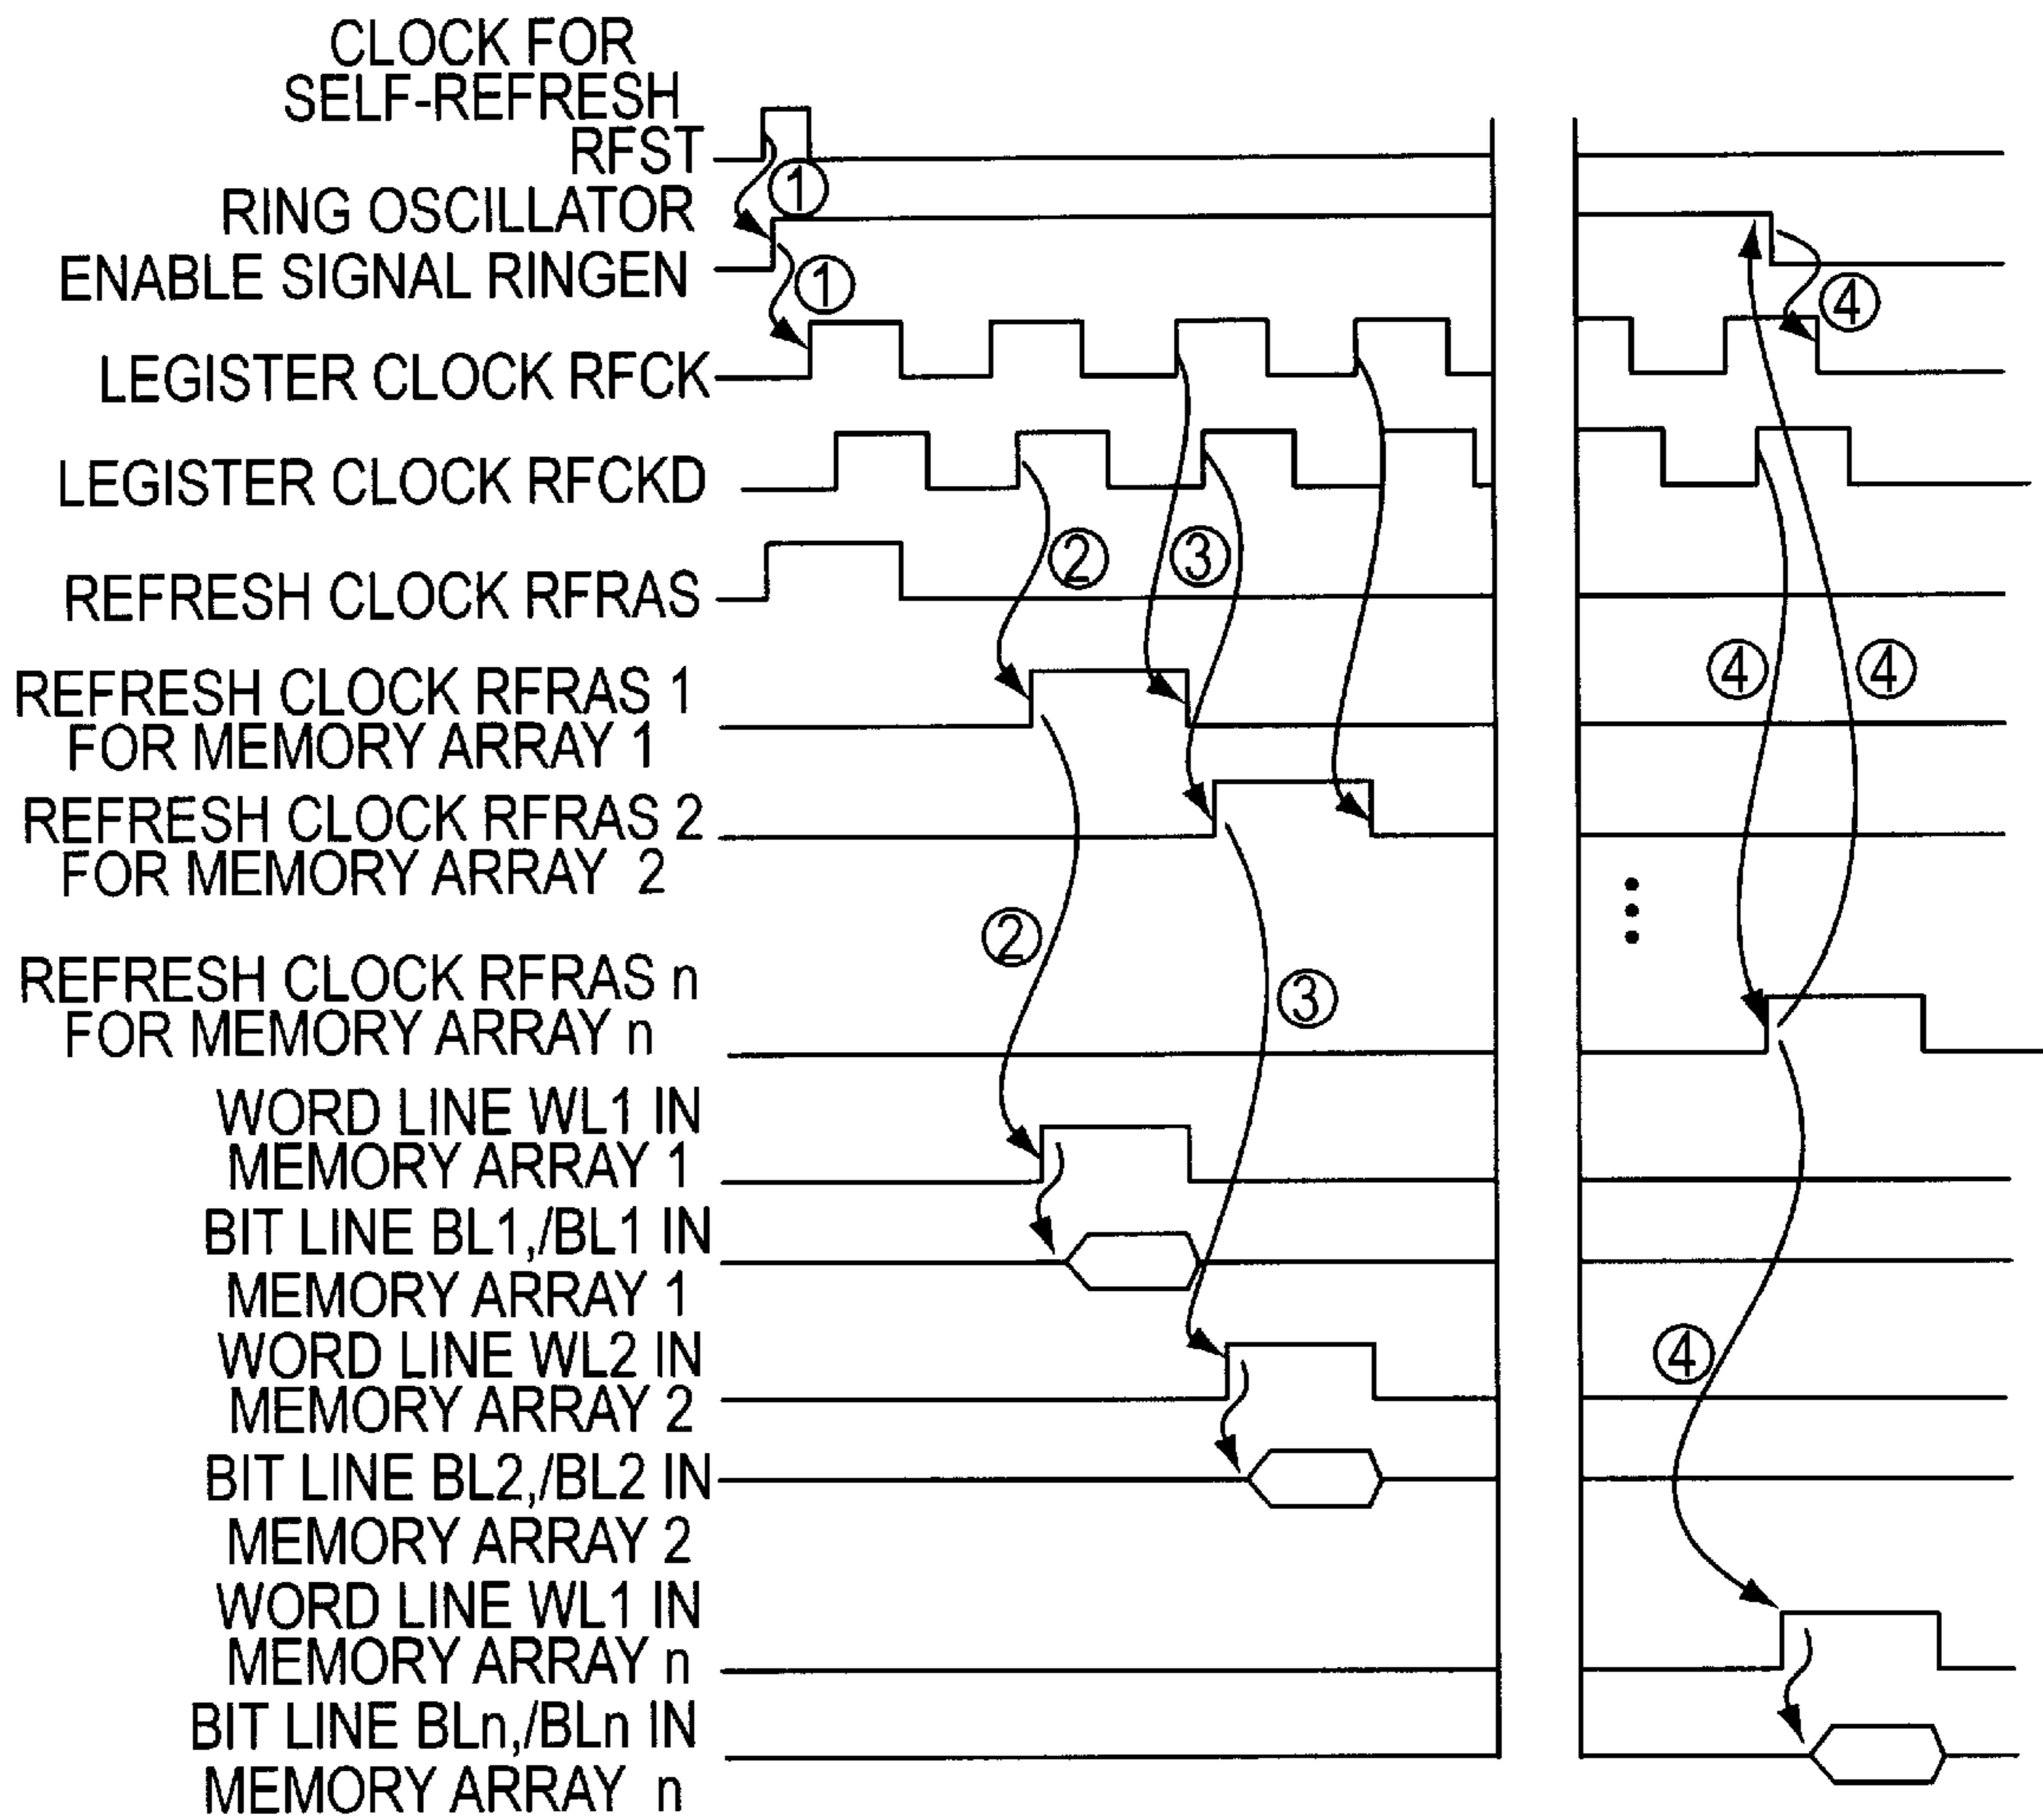 CLOCK FOR
SELF-REFRESH
RFST
①
RING OSCILLATOR
ENABLE SIGNAL RINGEN
①
④
LEGISTER CLOCK RFCK
LEGISTER CLOCK RFCKD
②
③
REFRESH CLOCK RFRAS
REFRESH CLOCK RFRAS 1
FOR MEMORY ARRAY 1
④
④
REFRESH CLOCK RFRAS 2
FOR MEMORY ARRAY 2
②
REFRESH CLOCK RFRAS n
FOR MEMORY ARRAY n
③
WORD LINE WL1 IN
MEMORY ARRAY 1
BIT LINE BL1,/BL1 IN
MEMORY ARRAY 1
WORD LINE WL2 IN
MEMORY ARRAY 2
④
BIT LINE BL2,/BL2 IN
MEMORY ARRAY 2
WORD LINE WL1 IN
MEMORY ARRAY n
BIT LINE BLn,/BLn IN
MEMORY ARRAY n